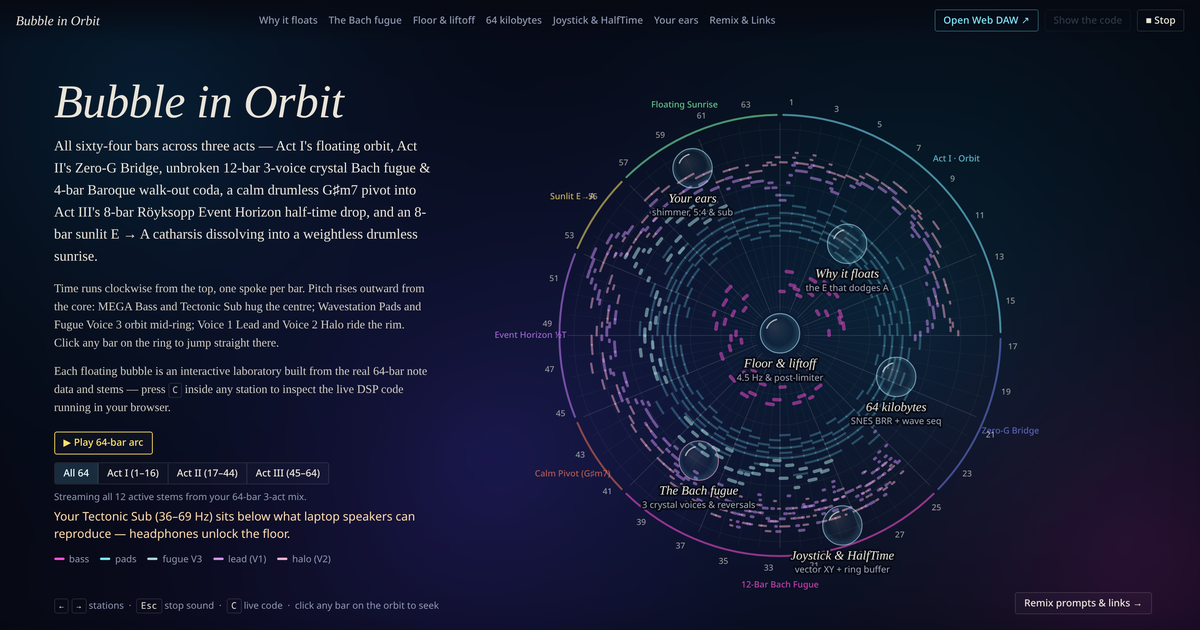 Bubble in Orbit
Why it floats
The Bach fugue
Floor & liftoff
64 kilobytes
Joystick & HalfTime
Your ears
Remix & Links
Open Web DAW ↗
Show the code
■ Stop
Bubble in Orbit
All sixty-four bars across three acts — Act I's floating orbit, Act
II's Zero-G Bridge, unbroken 12-bar 3-voice crystal Bach fugue &
4-bar Baroque walk-out coda, a calm drumless G♯m7 pivot into
Act III's 8-bar Röyksopp Event Horizon half-time drop, and an 8-
bar sunlit E → A catharsis dissolving into a weightless drumless
sunrise.
Time runs clockwise from the top, one spoke per bar. Pitch rises outward from
the core: MEGA Bass and Tectonic Sub hug the centre; Wavestation Pads and
Fugue Voice 3 orbit mid-ring; Voice 1 Lead and Voice 2 Halo ride the rim.
Click any bar on the ring to jump straight there.
Each floating bubble is an interactive laboratory built from the real 64-bar note
data and stems — press C inside any station to inspect the live DSP code
running in your browser.
▶ Play 64-bar arc
All 64
Act I (1–16)
Act II (17–44)
Act III (45–64)
Streaming all 12 active stems from your 64-bar 3-act mix.
Your Tectonic Sub (36–69 Hz) sits below what laptop speakers can
reproduce — headphones unlock the floor.
bass
pads
fugue V3
lead (V1)
halo (V2)
← → stations · Esc stop sound · C live code · click any bar on the orbit to seek
Floating Sunrise
63
1
3
61
5
59
7
57
Act I · Orbit
9
Your ears
shimmer, 5:4 & sub
Sunlit E→A
55
11
53
13
Why it floats
the E that dodges A
51
15
49
Event Horizon ½T
17
47
Floor & liftoff
4.5 Hz & post-limiter
19
45
64 kilobytes
SNES BRR + wave seq
Zero-G Bridge
21
43
Calm Pivot (G♯m7)
23
41
The Bach fugue
3 crystal voices & reversals
25
39
27
37
35
33
31
Joystick & HalfTime
vector XY + ring buffer
12-Bar Bach Fugue
Remix prompts & links →